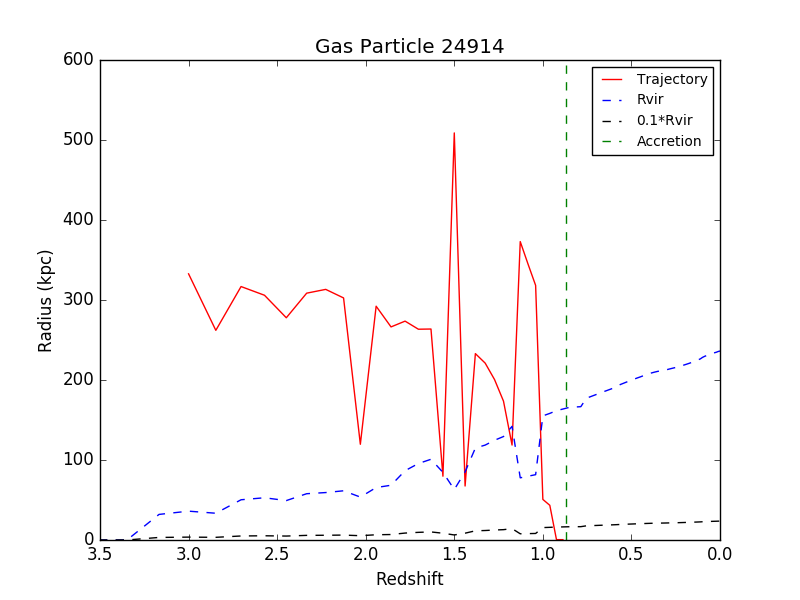 Gas Particle 24914
600
500
400
300
200
100
0
Radius (kpc)
Trajectory
Rvir
0.1*Rvir
Accretion
3.5 3.0 2.5 2.0 1.5 1.0 0.5 0.0
Redshift